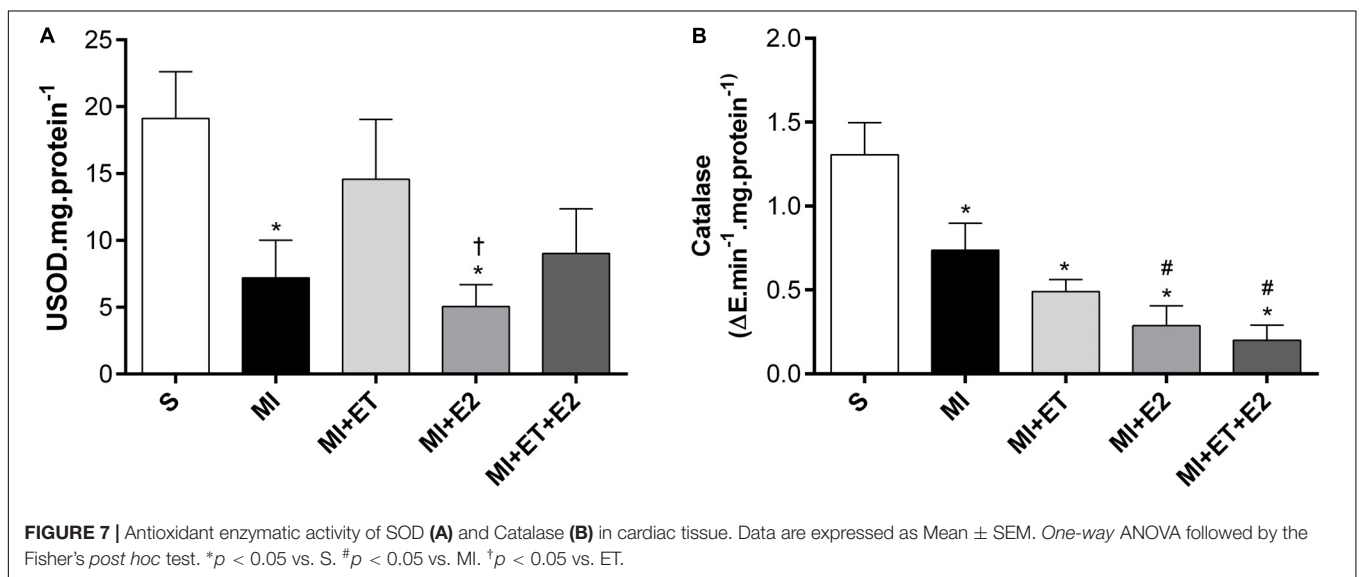 A
25
20
15
10
5
0
USOD.mg.protein⁻¹
*
†
*
S
MI
MI+ET
MI+E2
MI+ET+E2
B
2.0
1.5
1.0
0.5
0.0
Catalase
(ΔE.min⁻¹.mg.protein⁻¹)
*
*
#
*
#
*
S
MI
MI+ET
MI+E2
MI+ET+E2
FIGURE 7 | Antioxidant enzymatic activity of SOD (A) and Catalase (B) in cardiac tissue. Data are expressed as Mean ± SEM. One-way ANOVA followed by the
Fisher's post hoc test. *p < 0.05 vs. S. #p < 0.05 vs. MI. †p < 0.05 vs. ET.